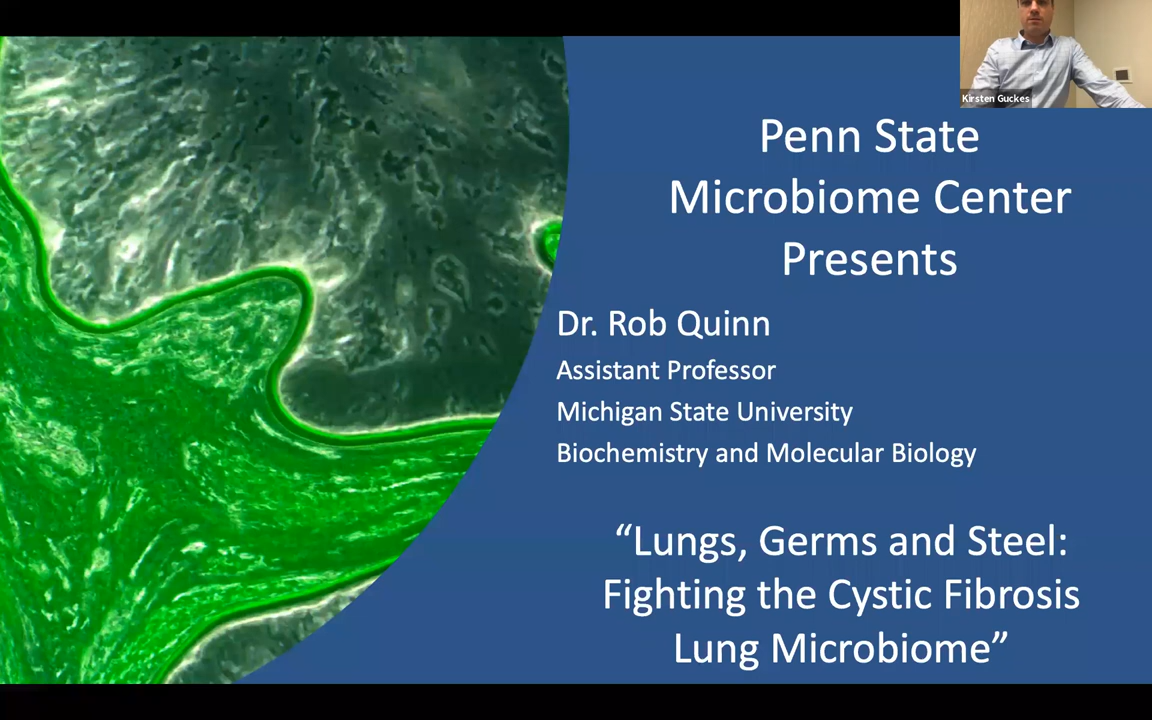 Kirsten Guckes
Penn State
Microbiome Center
Presents
Dr. Rob Quinn
Assistant Professor
Michigan State University
Biochemistry and Molecular Biology
“Lungs, Germs and Steel:
Fighting the Cystic Fibrosis
Lung Microbiome”